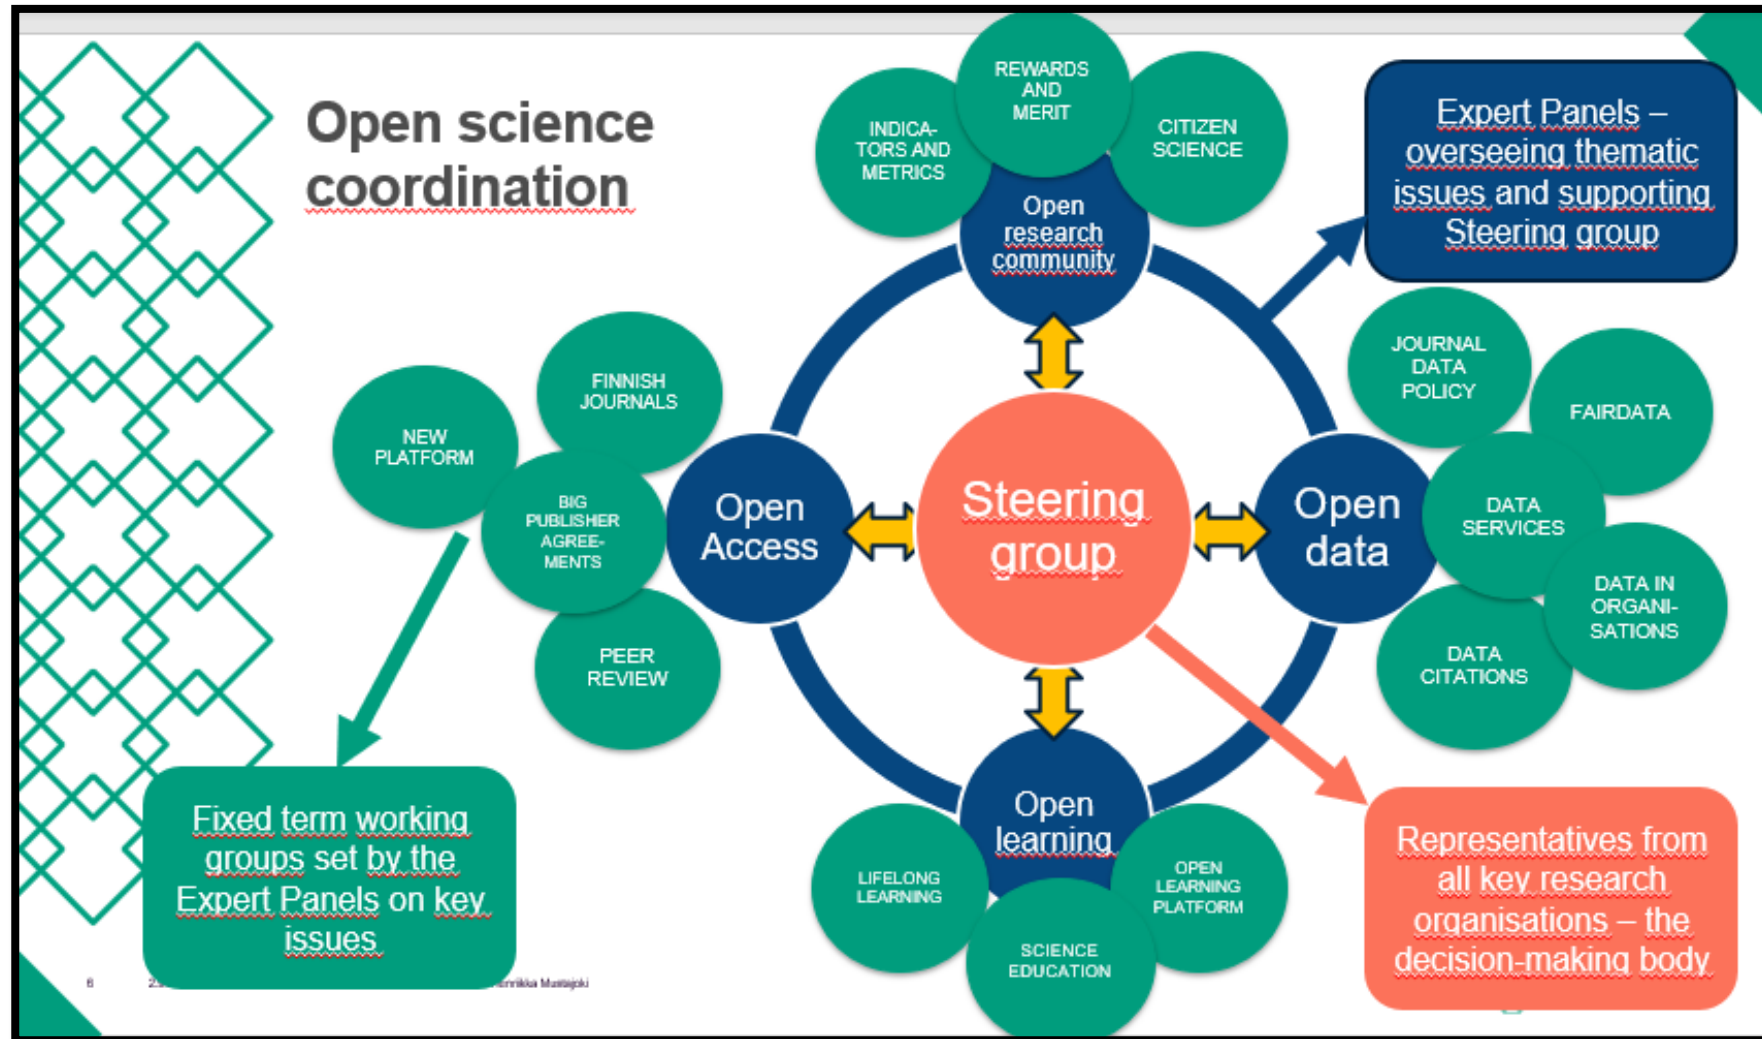 Open science
coordination
REWARDS
AND
MERIT
INDICA-
TORS AND
METRICS
CITIZEN
SCIENCE
Open
research
community
Expert Panels –
overseeing thematic
issues and supporting
Steering group
JOURNAL
DATA
POLICY
FAIRDATA
DATA
SERVICES
DATA IN
ORGANI-
SATIONS
DATA
CITATIONS
Open
data
FINNISH
JOURNALS
NEW
PLATFORM
BIG
PUBLISHER
AGREE-
MENTS
PEER
REVIEW
Open
Access
Steering
group
Open
learning
LIFELONG
LEARNING
OPEN
LEARNING
PLATFORM
SCIENCE
EDUCATION
Fixed term working
groups set by the
Expert Panels on key
issues
Representatives from
all key research
organisations – the
decision-making body
6
Mustajoki